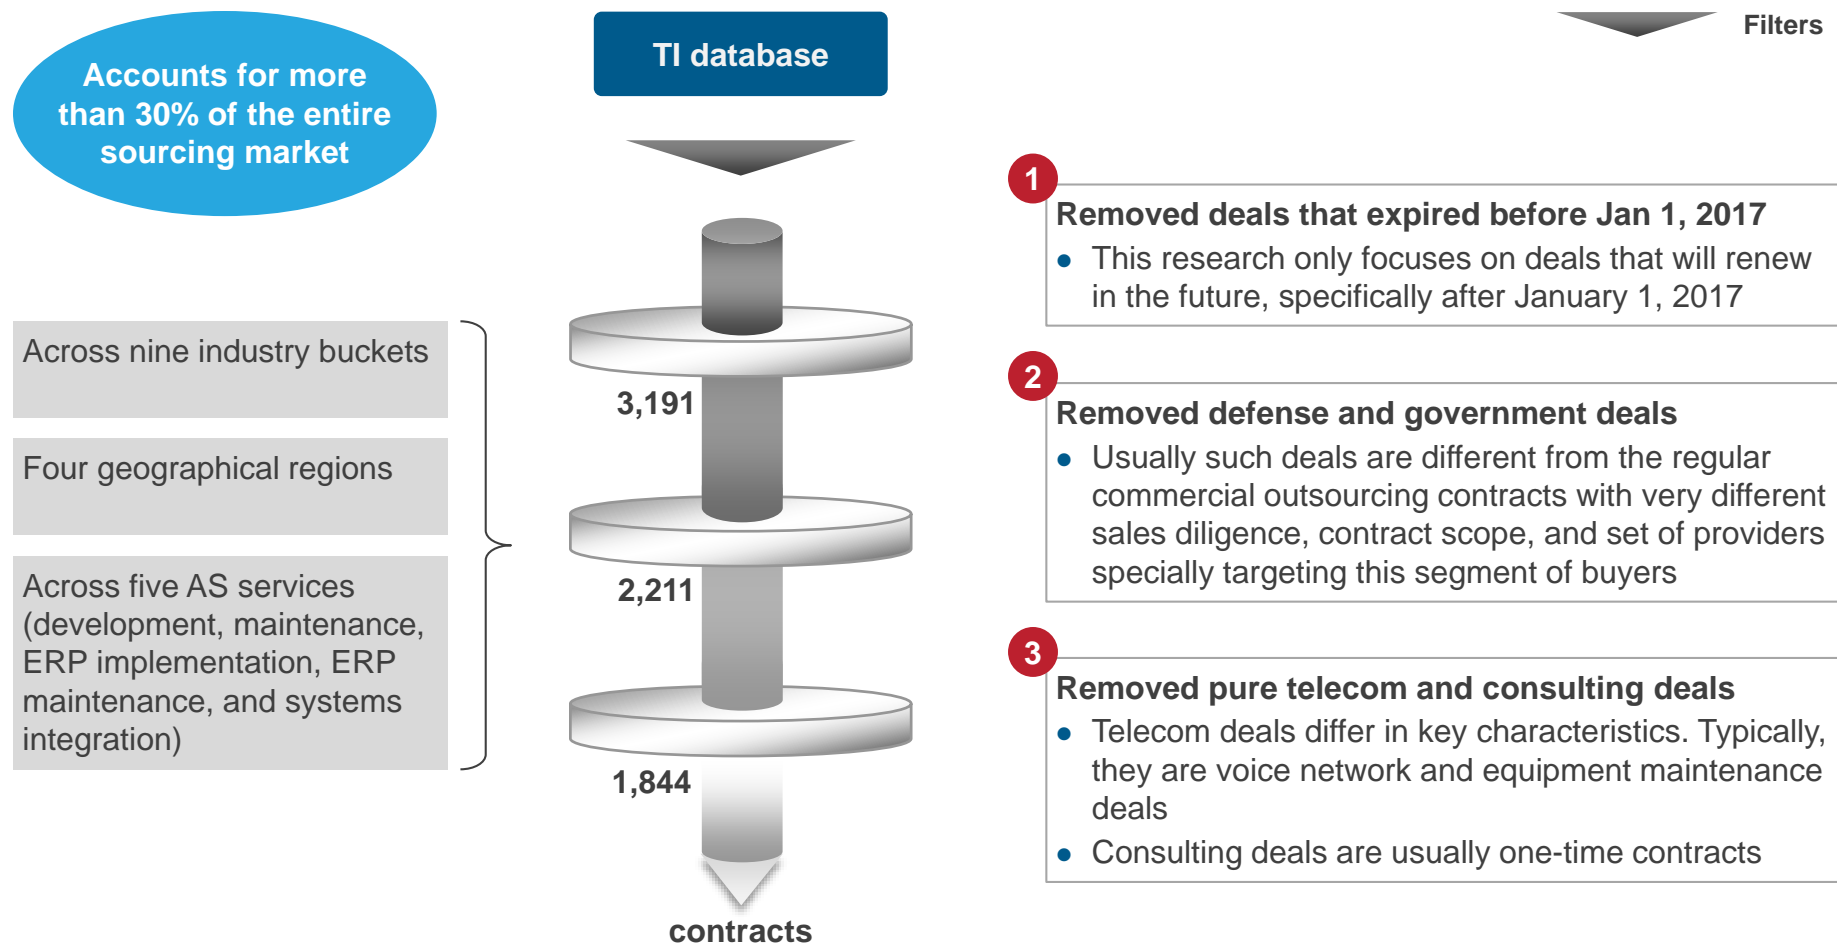 Accounts for more
than 30% of the entire
sourcing market
TI database
Filters
Across nine industry buckets
Four geographical regions
Across five AS services
(development, maintenance,
ERP implementation, ERP
maintenance, and systems
integration)
3,191
2,211
1,844
contracts
1
Removed deals that expired before Jan 1, 2017
● This research only focuses on deals that will renew
in the future, specifically after January 1, 2017
2
Removed defense and government deals
● Usually such deals are different from the regular
commercial outsourcing contracts with very different
sales diligence, contract scope, and set of providers
specially targeting this segment of buyers
3
Removed pure telecom and consulting deals
● Telecom deals differ in key characteristics. Typically,
they are voice network and equipment maintenance
deals
● Consulting deals are usually one-time contracts